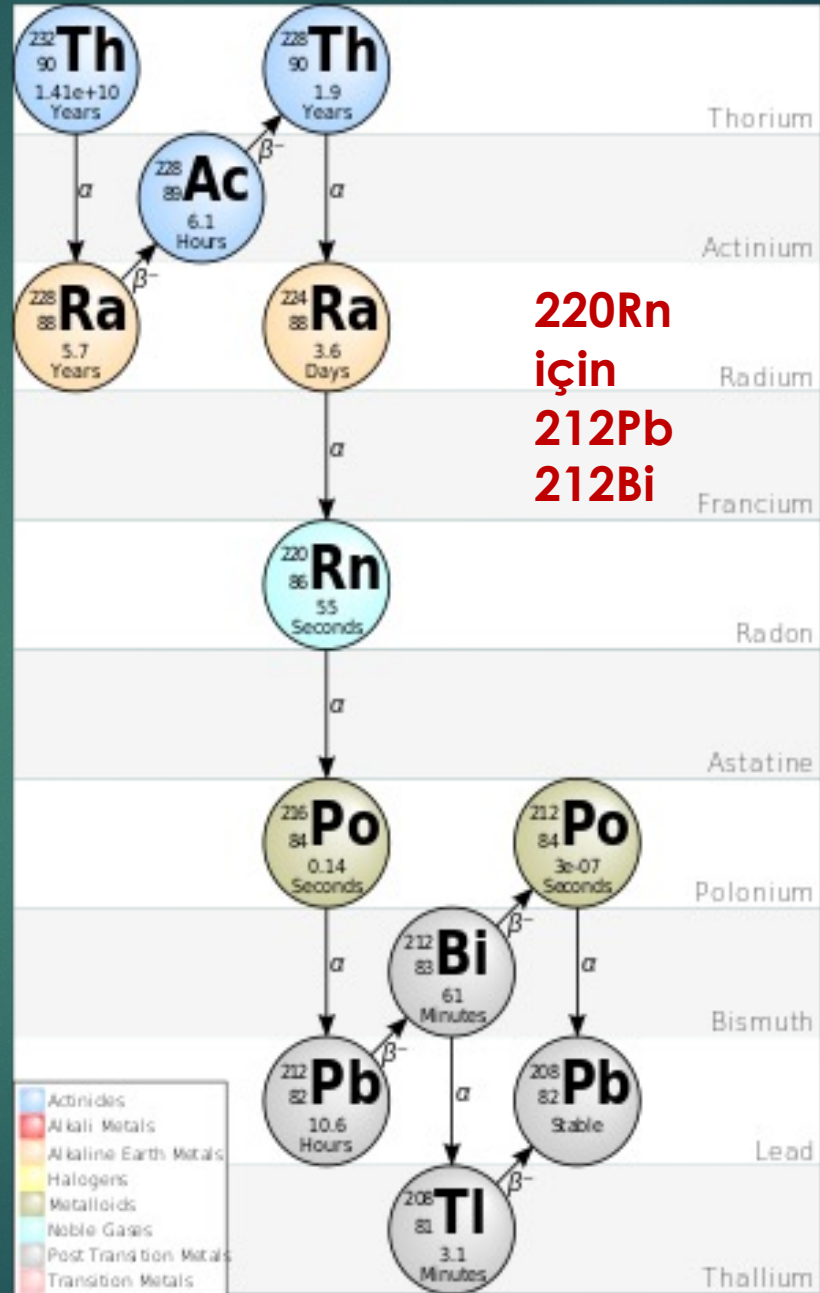 232
90 Th
1.41e+10
Years
228
90 Th
1.9
Years
Thorium
α
β⁻
228
89 Ac
6.1
Hours
β⁻
α
Actinium
228
88 Ra
5.7
Years
224
88 Ra
3.6
Days
220Rn
için
212Pb
212Bi
Radium
α
Francium
220
86 Rn
55
Seconds
Radon
α
Astatine
216
84 Po
0.14
Seconds
212
84 Po
3e-07
Seconds
Polonium
α
β⁻
212
83 Bi
61
Minutes
β⁻
α
Bismuth
212
82 Pb
10.6
Hours
α
208
82 Pb
Stable
Lead
208
81 Tl
3.1
Minutes
β⁻
Thallium
Actinides
Alkali Metals
Alkaline Earth Metals
Halogens
Metalloids
Noble Gases
Post Transition Metals
Transition Metals